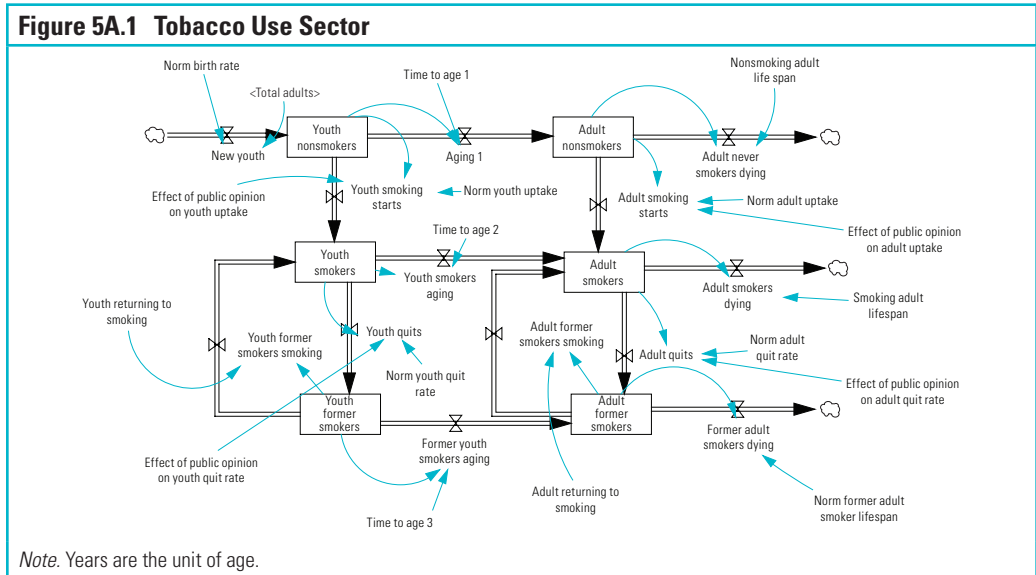 Figure 5A.1 Tobacco Use Sector
Norm birth rate
<Total adults>
Time to age 1
Nonsmoking adult
life span
Youth
nonsmokers
Adult
nonsmokers
New youth
Aging 1
Adult never
smokers dying
Effect of public opinion
on youth uptake
Youth smoking
starts
Norm youth uptake
Adult smoking
starts
Norm adult uptake
Effect of public opinion
on adult uptake
Time to age 2
Youth
smokers
Youth smokers
aging
Adult
smokers
Adult smokers
dying
Smoking adult
lifespan
Youth returning to
smoking
Youth former
smokers smoking
Youth quits
Norm youth quit
rate
Adult former
smokers smoking
Adult quits
Norm adult
quit rate
Effect of public opinion
on adult quit rate
Youth
former
smokers
Adult
former
smokers
Former youth
smokers aging
Former adult
smokers dying
Effect of public opinion
on youth quit rate
Adult returning to
smoking
Norm former adult
smoker lifespan
Time to age 3
Note. Years are the unit of age.